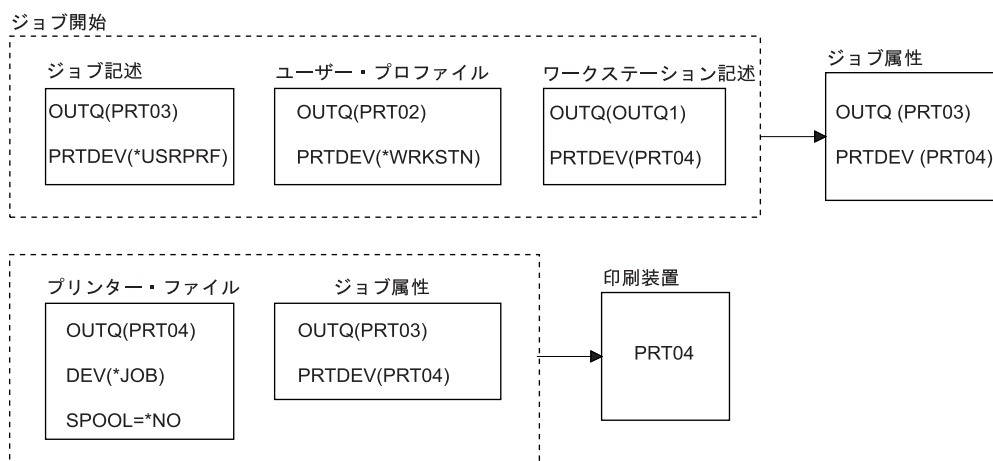 ジョブ開始
ジョブ記述
OUTQ(PRT03)
PRTDEV(*USRPRF)
ユーザー・プロファイル
OUTQ(PRT02)
PRTDEV(*WRKSTN)
ワークステーション記述
OUTQ(OUTQ1)
PRTDEV(PRT04)
ジョブ属性
OUTQ (PRT03)
PRTDEV (PRT04)
プリンター・ファイル
OUTQ(PRT04)
DEV(*JOB)
SPOOL=*NO
ジョブ属性
OUTQ(PRT03)
PRTDEV(PRT04)
印刷装置
PRT04